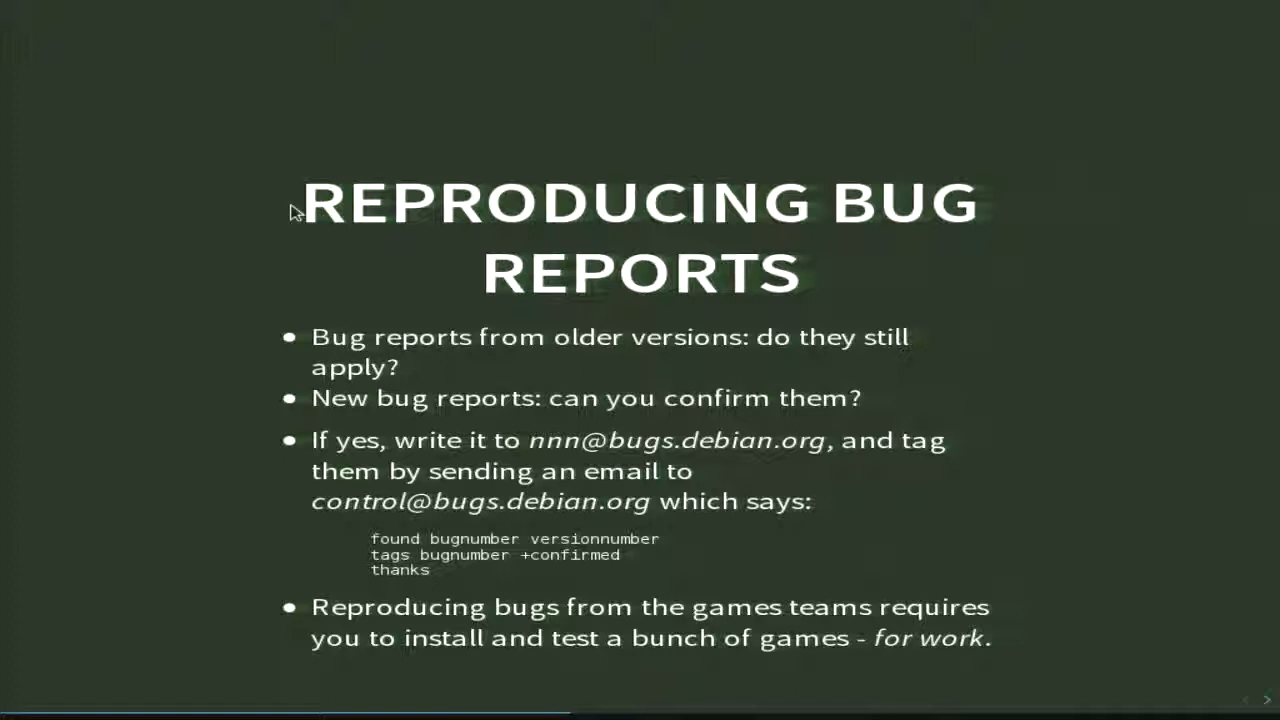 REPRODUCING BUG
REPORTS
• Bug reports from older versions: do they still
apply?
• New bug reports: can you confirm them?
• If yes, write it to nnn@bugs.debian.org, and tag
them by sending an email to
control@bugs.debian.org which says:
found bugnumber versionnumber
tags bugnumber +confirmed
thanks
• Reproducing bugs from the games teams requires
you to install and test a bunch of games - for work.